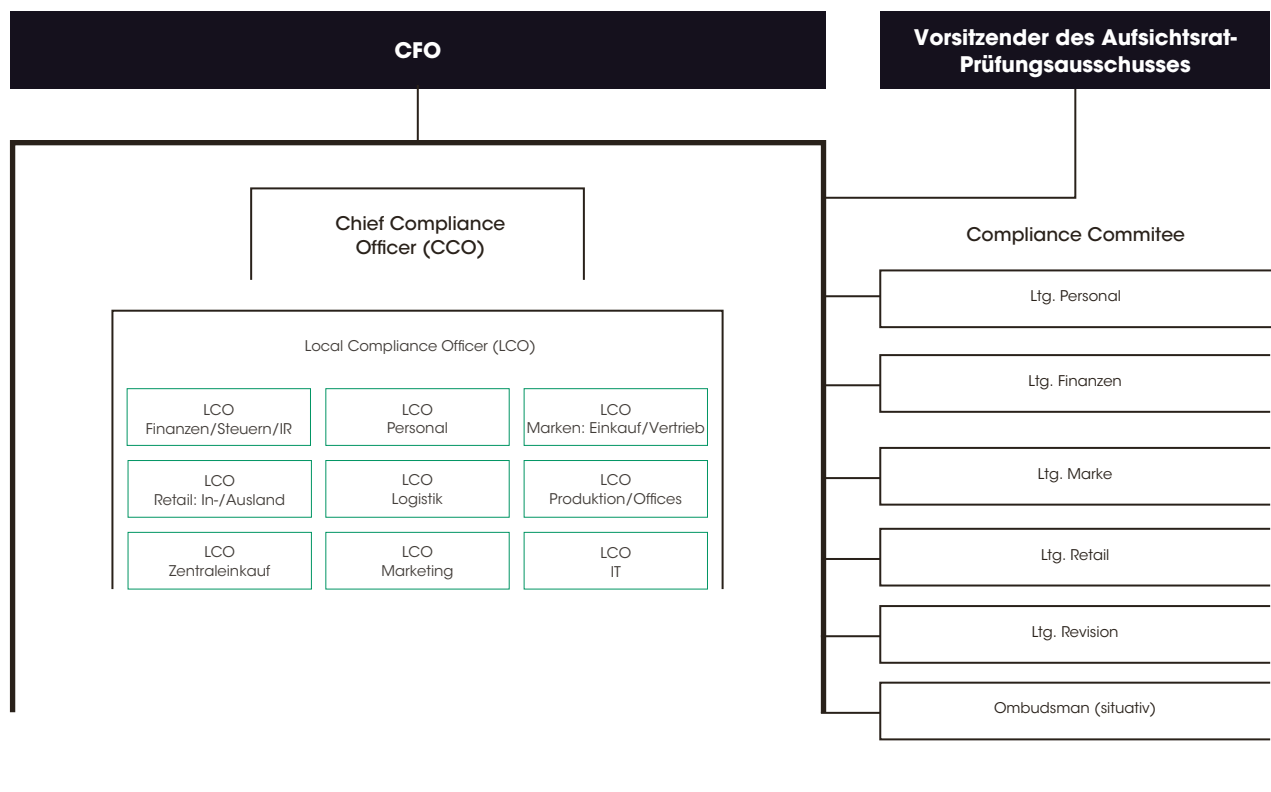 CFO
Vorsitzender des Aufsichtsrat-
Prüfungsausschusses
Chief Compliance
Officer (CCO)
Local Compliance Officer (LCO)
LCO
Finanzen/Steuern/IR
LCO
Personal
LCO
Marken: Einkauf/Vertrieb
LCO
Retail: In-/Ausland
LCO
Logistik
LCO
Produktion/Offices
LCO
Zentraleinkauf
LCO
Marketing
LCO
IT
Compliance Commitee
Ltg. Personal
Ltg. Finanzen
Ltg. Marke
Ltg. Retail
Ltg. Revision
Ombudsman (situativ)